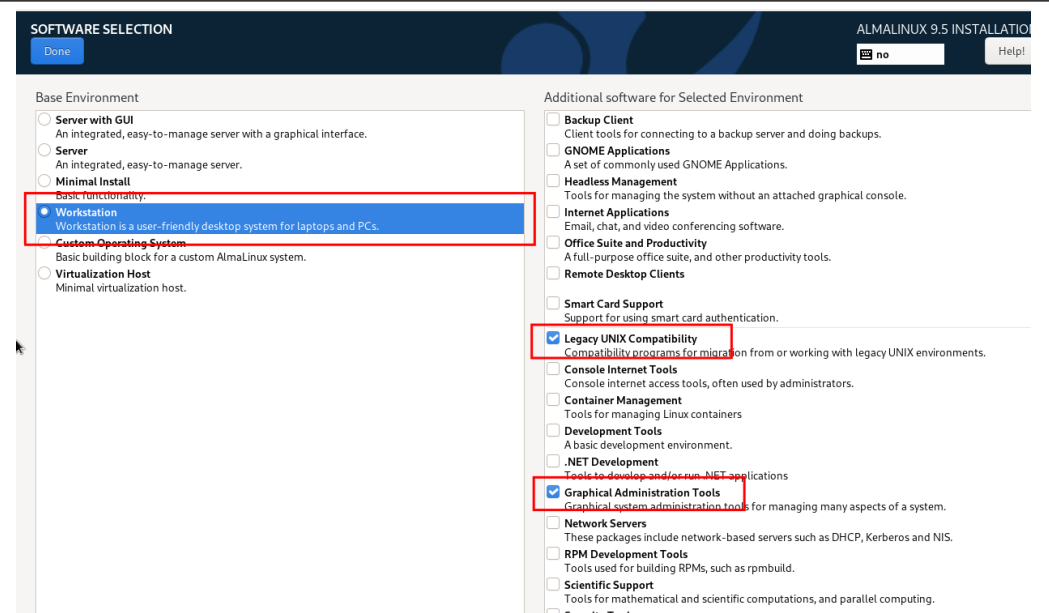 SOFTWARE SELECTION
Done
ALMALINUX 9.5 INSTALLATIO
no
Help!
Base Environment
Server with GUI
An integrated, easy-to-manage server with a graphical interface.
Server
An integrated, easy-to-manage server.
Minimal Install
Basic functionality.
Workstation
Workstation is a user-friendly desktop system for laptops and PCs.
Custom Operating System
Basic building block for a custom AlmaLinux system.
Virtualization Host
Minimal virtualization host.
Additional software for Selected Environment
Backup Client
Client tools for connecting to a backup server and doing backups.
GNOME Applications
A set of commonly used GNOME Applications.
Headless Management
Tools for managing the system without an attached graphical console.
Internet Applications
Email, chat, and video conferencing software.
Office Suite and Productivity
A full-purpose office suite, and other productivity tools.
Remote Desktop Clients
Smart Card Support
Support for using smart card authentication.
Legacy UNIX Compatibility
Compatibility programs for migration from or working with legacy UNIX environments.
Console Internet Tools
Console internet access tools, often used by administrators.
Container Management
Tools for managing Linux containers
Development Tools
A basic development environment.
.NET Development
Tools to develop and/or run .NET applications
Graphical Administration Tools
Graphical system administration tools for managing many aspects of a system.
Network Servers
These packages include network-based servers such as DHCP, Kerberos and NIS.
RPM Development Tools
Tools used for building RPMs, such as rpmbuild.
Scientific Support
Tools for mathematical and scientific computations, and parallel computing.